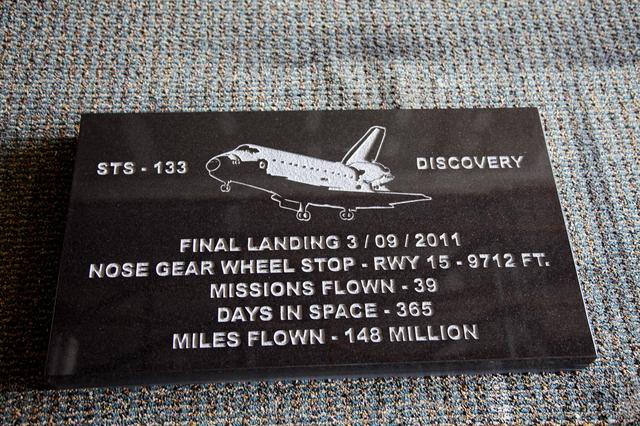 STS - 133 DISCOVERY
FINAL LANDING 3 / 09 / 2011
NOSE GEAR WHEEL STOP - RWY 15 - 9712 FT.
MISSIONS FLOWN - 39
DAYS IN SPACE - 365
MILES FLOWN - 148 MILLION